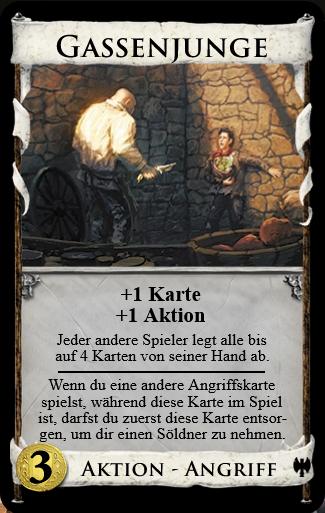 GASSENJUNGE
+1 Karte
+1 Aktion
Jeder andere Spieler legt alle bis
auf 4 Karten von seiner Hand ab.
Wenn du eine andere Angriffskarte
spielst, während diese Karte im Spiel
ist, darfst du zuerst diese Karte entsor-
gen, um dir einen Söldner zu nehmen.
3 AKTION - ANGRIFF